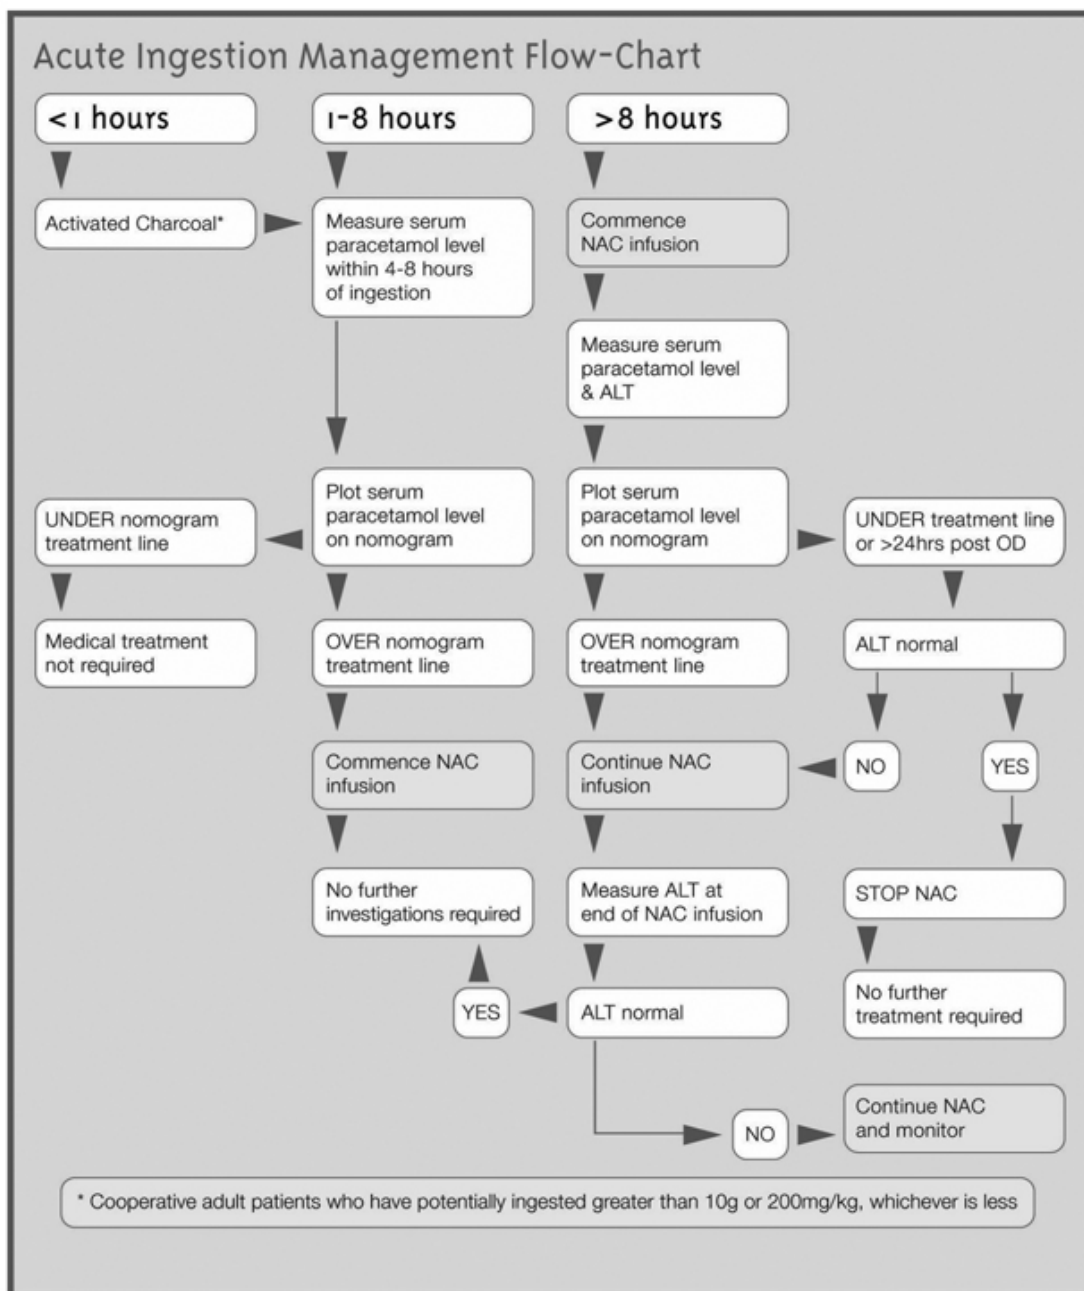 Acute Ingestion Management Flow-Chart
<1 hours
1-8 hours
>8 hours
Activated Charcoal*
Measure serum
paracetamol level
within 4-8 hours
of ingestion
Commence
NAC infusion
Measure serum
paracetamol level
& ALT
UNDER nomogram
treatment line
Plot serum
paracetamol level
on nomogram
Plot serum
paracetamol level
on nomogram
UNDER treatment line
or >24hrs post OD
Medical treatment
not required
OVER nomogram
treatment line
OVER nomogram
treatment line
ALT normal
Commence NAC
infusion
Continue NAC
infusion
NO
YES
No further
investigations required
Measure ALT at
end of NAC infusion
STOP NAC
YES
ALT normal
No further
treatment required
NO
Continue NAC
and monitor
* Cooperative adult patients who have potentially ingested greater than 10g or 200mg/kg, whichever is less